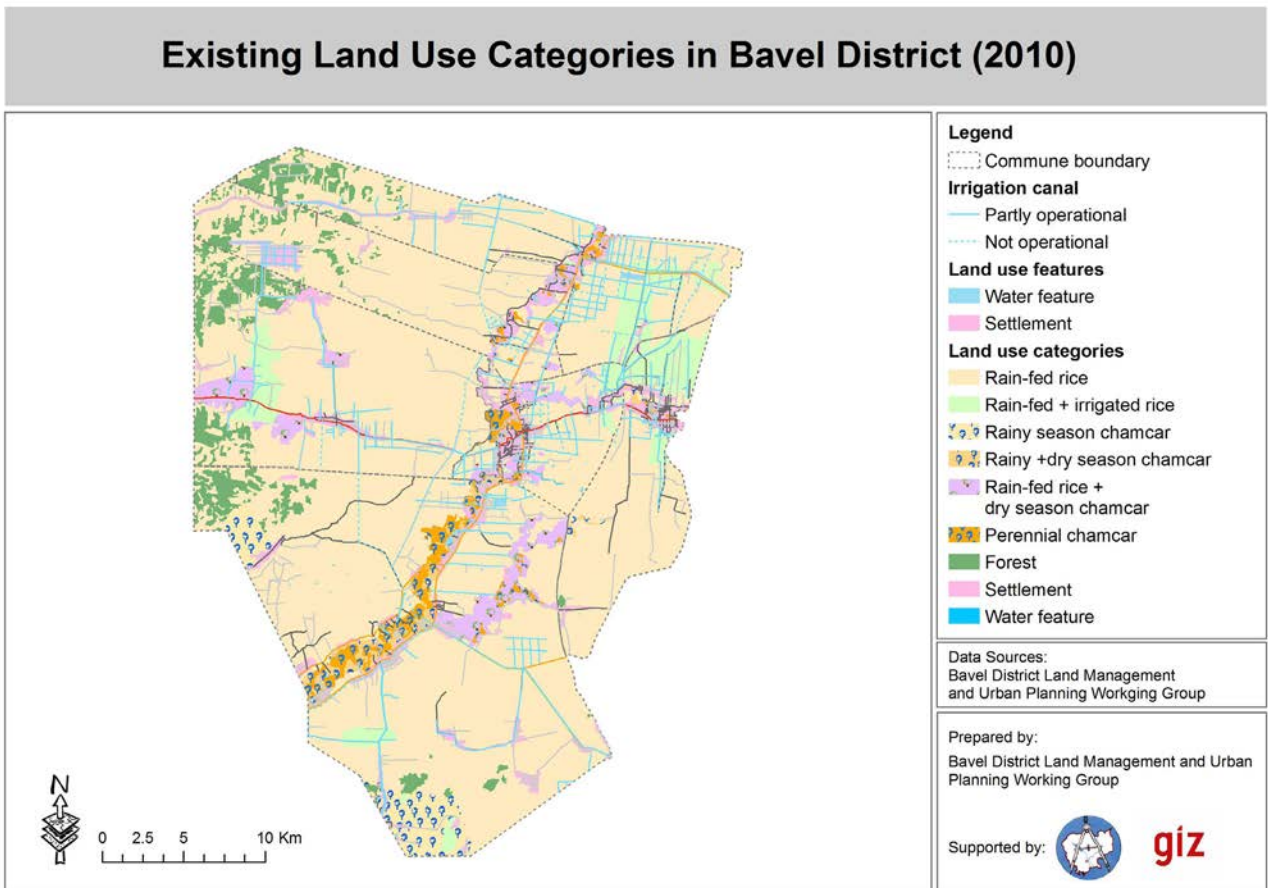 Existing Land Use Categories in Bavel District (2010)
Legend
Commune boundary
Irrigation canal
Partly operational
Not operational
Land use features
Water feature
Settlement
Land use categories
Rain-fed rice
Rain-fed + irrigated rice
Rainy season chamcar
Rainy +dry season chamcar
Rain-fed rice +
dry season chamcar
Perennial chamcar
Forest
Settlement
Water feature
Data Sources:
Bavel District Land Management
and Urban Planning Workging Group
Prepared by:
Bavel District Land Management and Urban
Planning Working Group
Supported by:
giz
N
0 2.5 5 10 Km